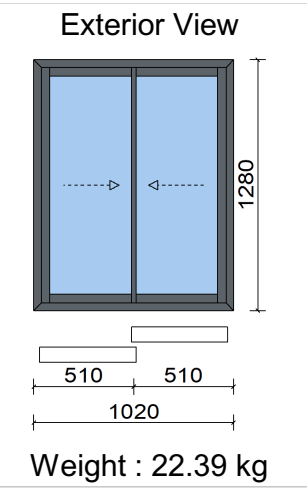 Exterior View
1280
510 510
1020
Weight : 22.39 kg